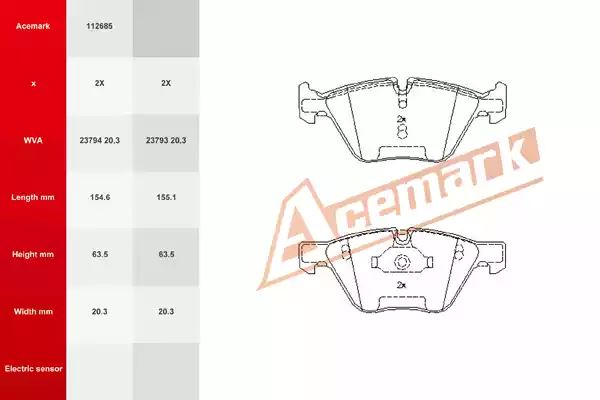 Acemark 112685
x 2X 2X
WVA 23794 20,3 23793 20,3
Length mm 154.6 155.1
Height mm 63.5 63.5
Width mm 20.3 20.3
Electric sensor
2x
Acemark
2x